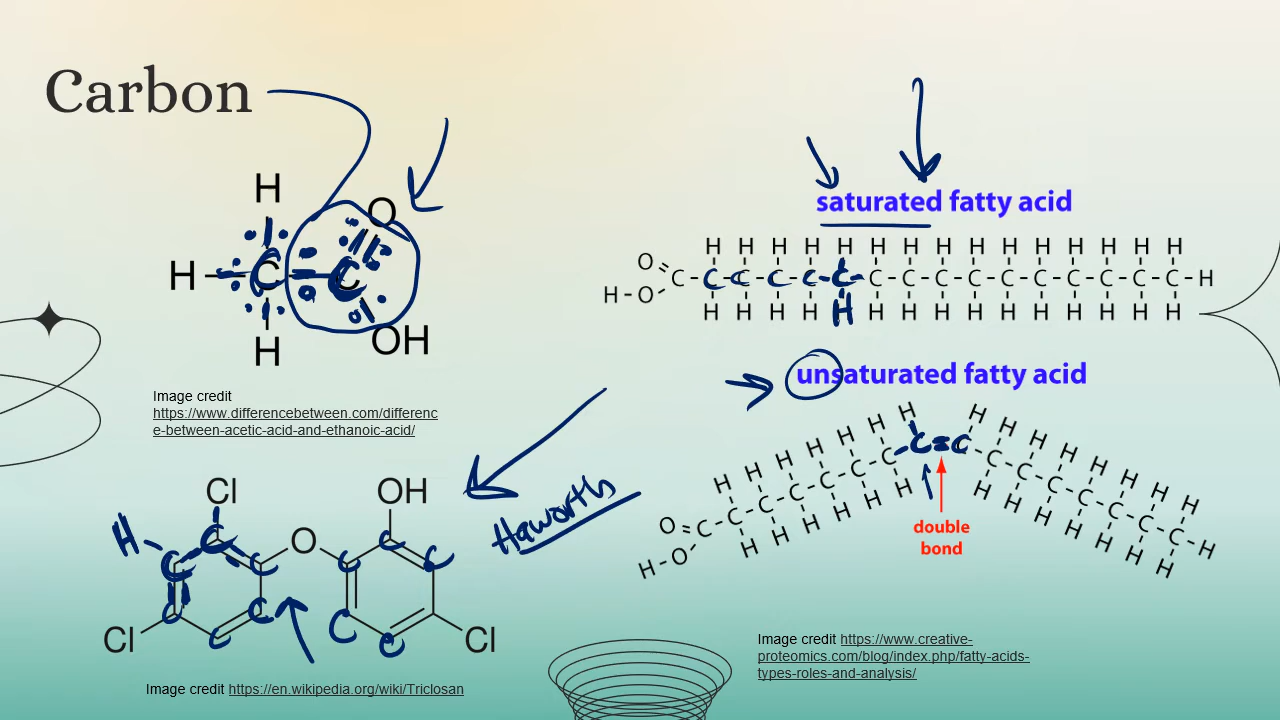 Carbon
H
O
H C C
H
OH
Image credit
https://www.differencebetween.com/differenc
e-between-acetic-acid-and-ethanoic-acid/
saturated fatty acid
H H H H H H H H H H H H H H H
O
C C C C C C C C C C C C C C C C H
H O
H H H H H H H H H H H H H H H
unsaturated fatty acid
H H H H H H H C C H H H H H H H H
O C C C C C C C C C C C C C C
H O H H H H H H H H H H H H H
double
bond
Cl OH
Haworth
H C C O C C C
C C C C C
Cl Cl
Image credit https://en.wikipedia.org/wiki/Triclosan
Image credit https://www.creative-
proteomics.com/blog/index.php/fatty-acids-
types-roles-and-analysis/